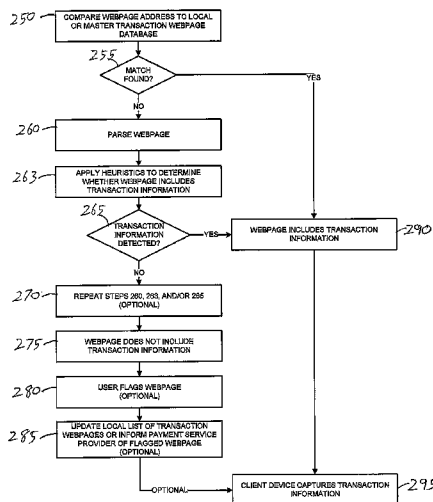 250
COMPARE WEBPAGE ADDRESS TO LOCAL
OR MASTER TRANSACTION WEBPAGE
DATABASE
255
MATCH
FOUND?
YES
NO
260
PARSE WEBPAGE
263
APPLY HEURISTICS TO DETERMINE
WHETHER WEBPAGE INCLUDES
TRANSACTION INFORMATION
265
TRANSACTION
INFORMATION
DETECTED?
YES
WEBPAGE INCLUDES TRANSACTION
INFORMATION
290
NO
270
REPEAT STEPS 260, 263, AND/OR 265
(OPTIONAL)
275
WEBPAGE DOES NOT INCLUDE
TRANSACTION INFORMATION
280
USER FLAGS WEBPAGE
(OPTIONAL)
285
UPDATE LOCAL LIST OF TRANSACTION
WEBPAGES OR INFORM PAYMENT SERVICE
PROVIDER OF FLAGGED WEBPAGE
(OPTIONAL)
OPTIONAL
CLIENT DEVICE CAPTURES TRANSACTION
INFORMATION
295